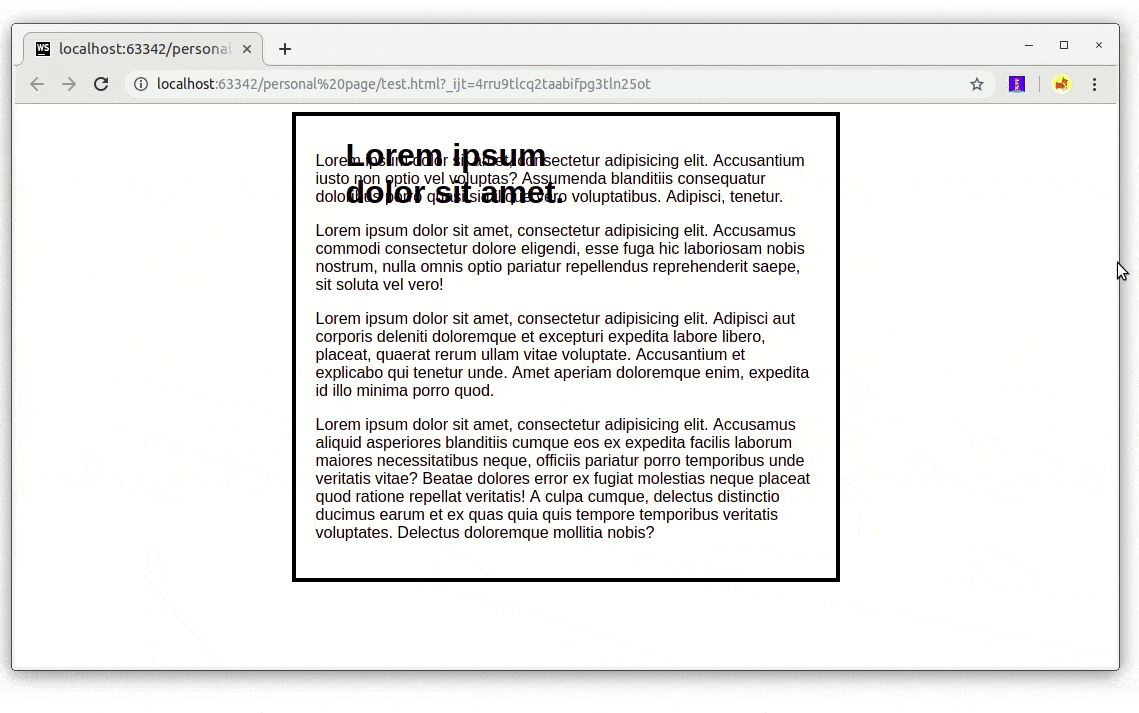 WS localhost:63342/personal
localhost:63342/personal%20page/test.html?_ijt=4rru9tlcq2taabifpg3tln25ot
Lorem ipsum
dolor sit amet.
Lorem ipsum dolor sit amet, consectetur adipisicing elit. Accusantium
iusto non optio vel voluptas? Assumenda blanditiis consequatur
doloribus porro quasi similique vero voluptatibus. Adipisci, tenetur.
Lorem ipsum dolor sit amet, consectetur adipisicing elit. Accusamus
commodi consectetur dolore eligendi, esse fuga hic laboriosam nobis
nostrum, nulla omnis optio pariatur repellendus reprehenderit saepe,
sit soluta vel vero!
Lorem ipsum dolor sit amet, consectetur adipisicing elit. Adipisci aut
corporis deleniti doloremque et excepturi expedita labore libero,
placeat, quaerat rerum ullam vitae voluptate. Accusantium et
explicabo qui tenetur unde. Amet aperiam doloremque enim, expedita
id illo minima porro quod.
Lorem ipsum dolor sit amet, consectetur adipisicing elit. Accusamus
aliquid asperiores blanditiis cumque eos ex expedita facilis laborum
maiores necessitatibus neque, officiis pariatur porro temporibus unde
veritatis vitae? Beatae dolores error ex fugiat molestias neque placeat
quod ratione repellat veritatis! A culpa cumque, delectus distinctio
ducimus earum et ex quas quia quis tempore temporibus veritatis
voluptates. Delectus doloremque mollitia nobis?